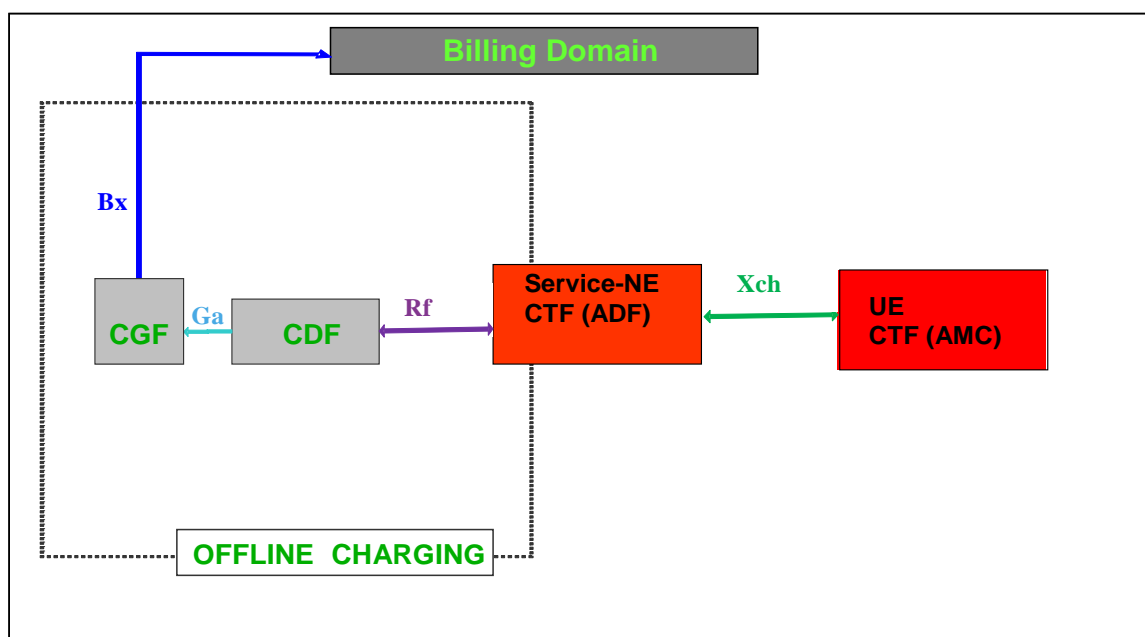 Billing Domain
Bx
Service-NE
CTF (ADF)
Xch
UE
CTF (AMC)
Ga
Rf
CGF
CDF
OFFLINE CHARGING